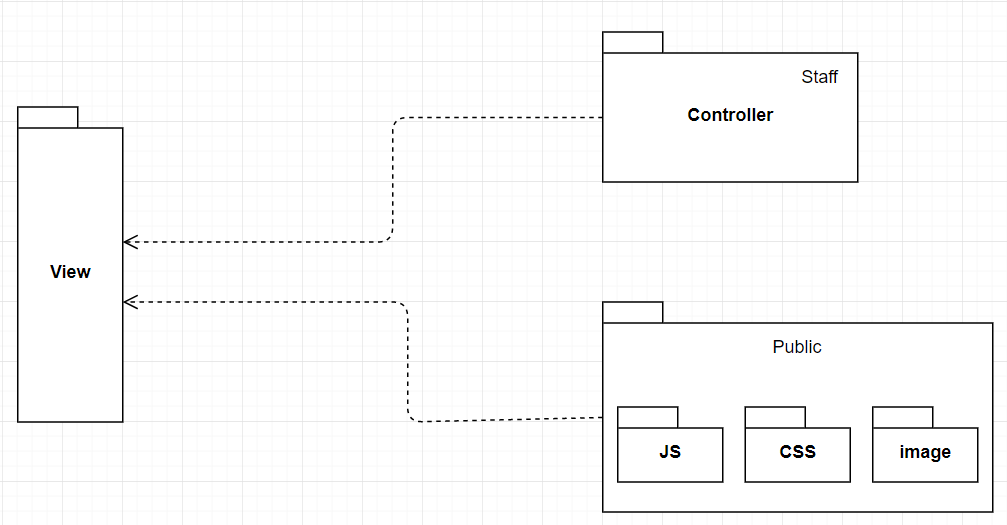 Staff
Controller
View
Public
JS
CSS
image